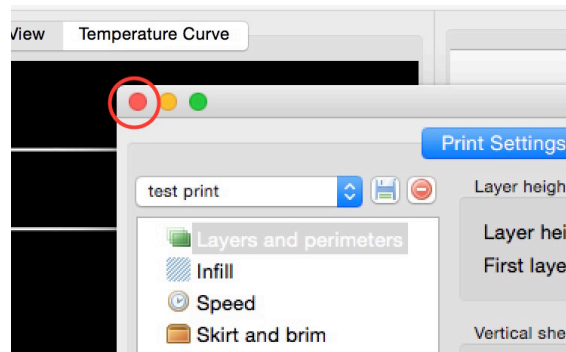 View
Temperature Curve
Print Settings
test print
Layer heigh
Layers and perimeters
Layer hei
Infill
First laye
Speed
Skirt and brim
Vertical she